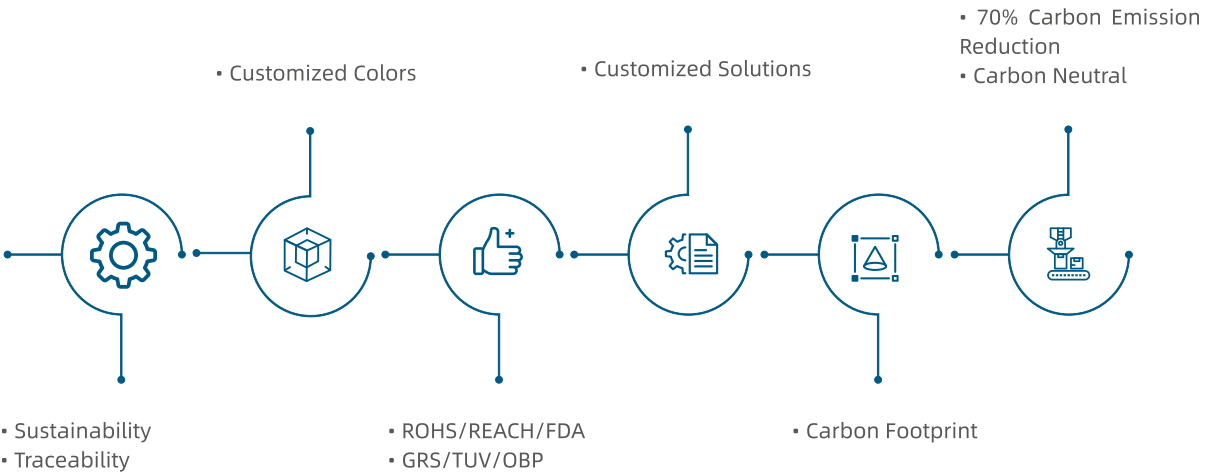 • 70% Carbon Emission
Reduction
• Carbon Neutral
• Customized Colors
• Customized Solutions
• Sustainability
• Traceability
• ROHS/REACH/FDA
• GRS/TUV/OBP
• Carbon Footprint